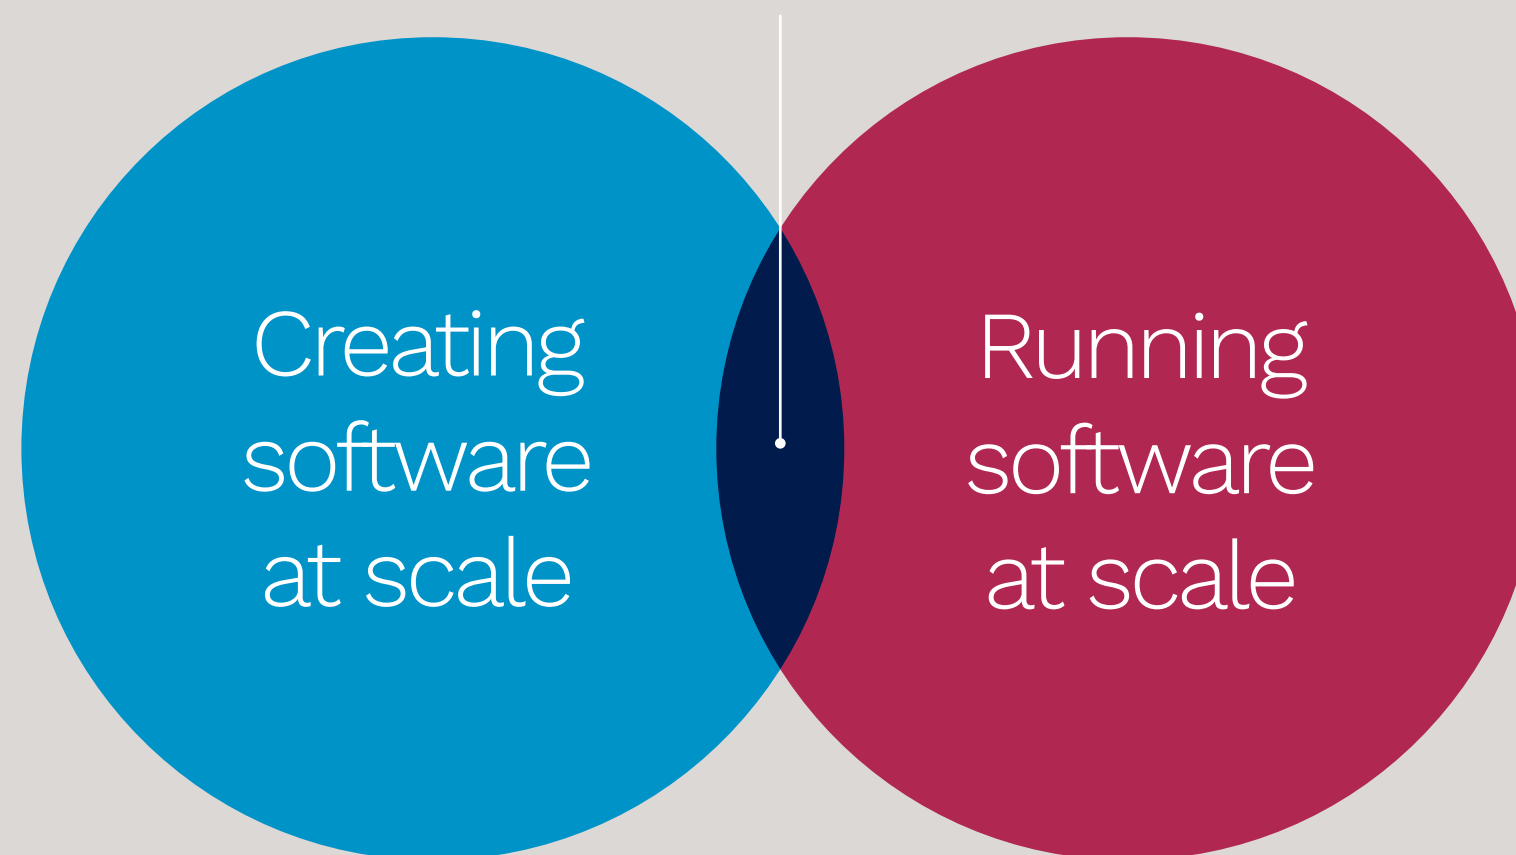 Creating
software
at scale
Running
software
at scale